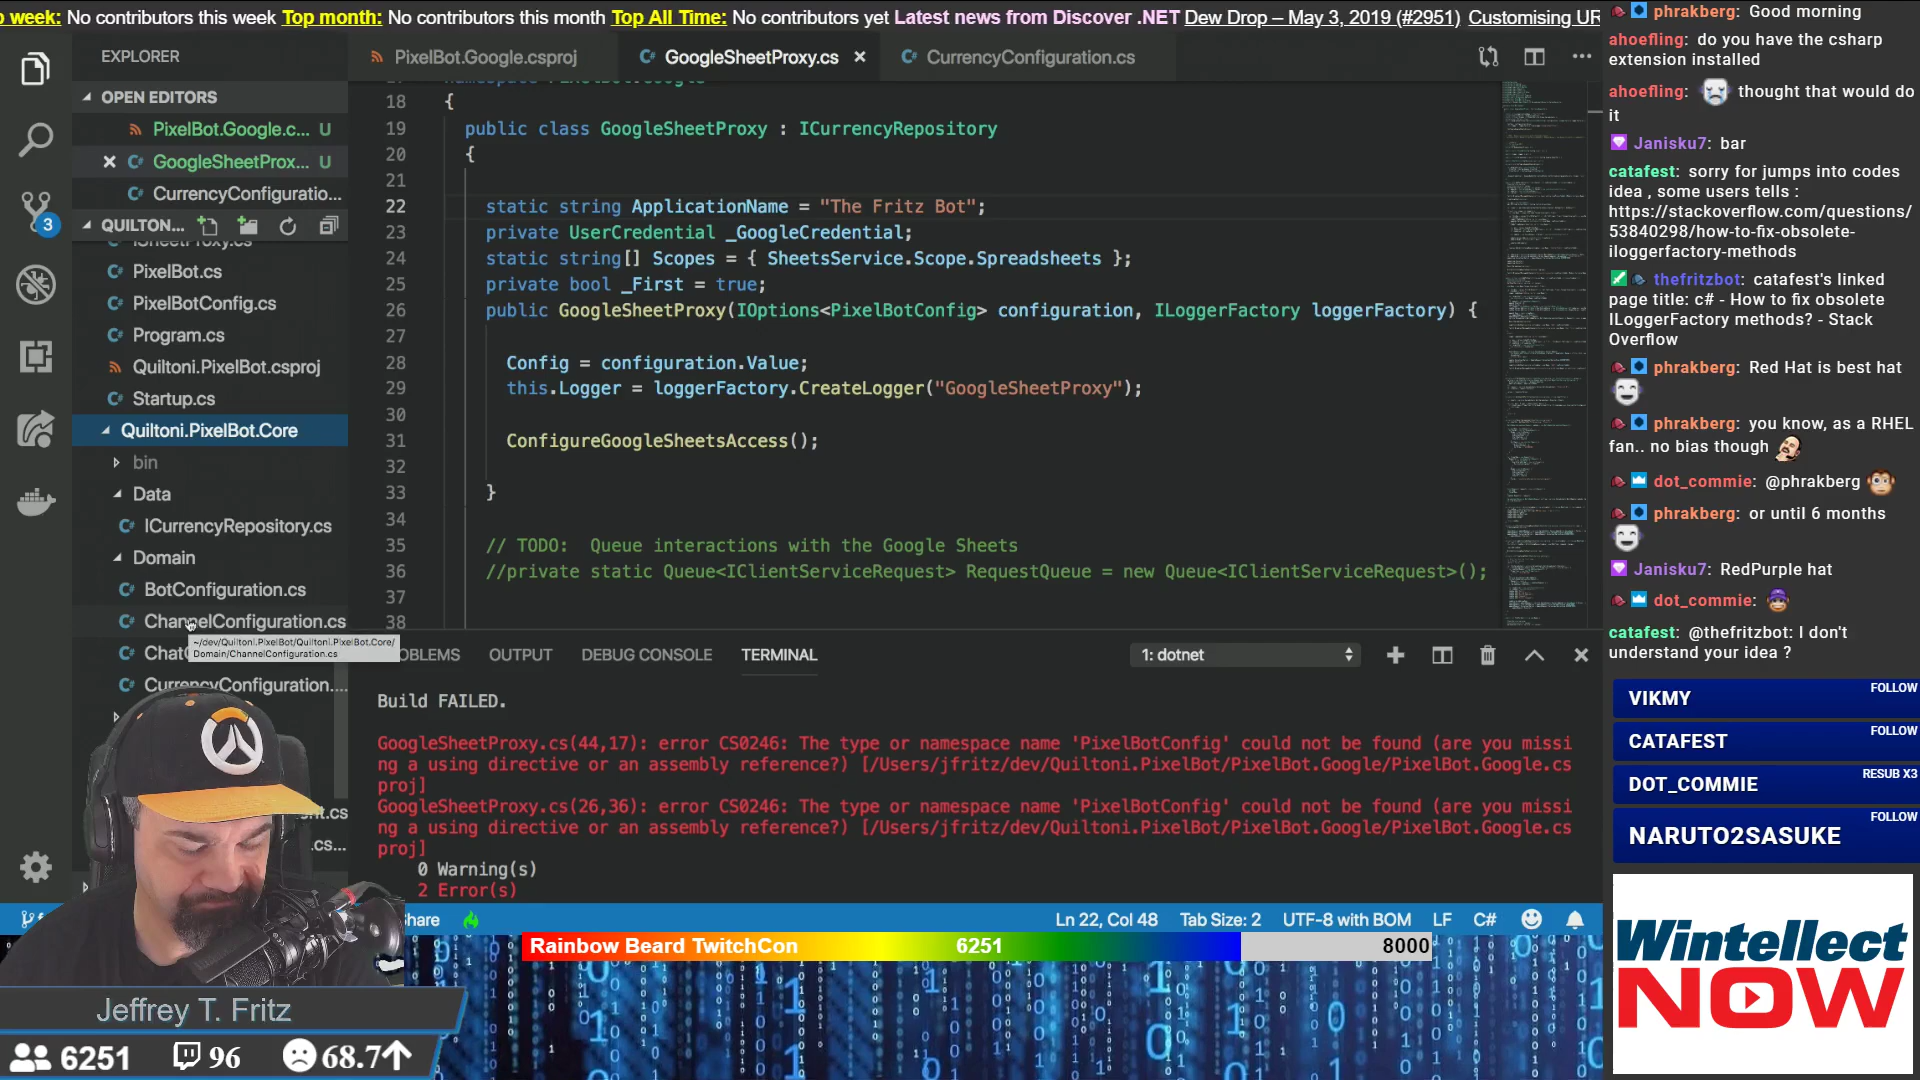 p week: No contributors this week Top month: No contributors this month Top All Time: No contributors yet Latest news from Discover .NET Dew Drop – May 3, 2019 (#2951) Customising UR
EXPLORER
PixelBot.Google.csproj
GoogleSheetProxy.cs
CurrencyConfiguration.cs
OPEN EDITORS
PixelBot.Google.c... U
GoogleSheetProx... U
CurrencyConfiguratio...
QUILTON...
ISheetProxy.cs
PixelBot.cs
PixelBotConfig.cs
Program.cs
Quiltoni.PixelBot.csproj
Startup.cs
Quiltoni.PixelBot.Core
bin
Data
ICurrencyRepository.cs
Domain
BotConfiguration.cs
ChannelConfiguration.cs
~/dev/Quiltoni.PixelBot/Quiltoni.PixelBot.Core/
Domain/ChannelConfiguration.cs
CurrencyConfiguration....
3
18 {
19 public class GoogleSheetProxy : ICurrencyRepository
20 {
21
22 static string ApplicationName = "The Fritz Bot";
23 private UserCredential _GoogleCredential;
24 static string[] Scopes = { SheetsService.Scope.Spreadsheets };
25 private bool _First = true;
26 public GoogleSheetProxy(IOptions<PixelBotConfig> configuration, ILoggerFactory loggerFactory) {
27
28 Config = configuration.Value;
29 this.Logger = loggerFactory.CreateLogger("GoogleSheetProxy");
30
31 ConfigureGoogleSheetsAccess();
32
33 }
34
35 // TODO: Queue interactions with the Google Sheets
36 //private static Queue<IClientServiceRequest> RequestQueue = new Queue<IClientServiceRequest>();
37
38
OBLEMS OUTPUT DEBUG CONSOLE TERMINAL 1: dotnet
Build FAILED.
GoogleSheetProxy.cs(44,17): error CS0246: The type or namespace name 'PixelBotConfig' could not be found (are you missi
ng a using directive or an assembly reference?) [/Users/jfritz/dev/Quiltoni.PixelBot/PixelBot.Google/PixelBot.Google.cs
proj]
GoogleSheetProxy.cs(26,36): error CS0246: The type or namespace name 'PixelBotConfig' could not be found (are you missi
ng a using directive or an assembly reference?) [/Users/jfritz/dev/Quiltoni.PixelBot/PixelBot.Google/PixelBot.Google.cs
proj]
0 Warning(s)
2 Error(s)
hare Ln 22, Col 48 Tab Size: 2 UTF-8 with BOM LF C#
Rainbow Beard TwitchCon 6251 8000
Jeffrey T. Fritz
6251 96 68.7
phrakberg: Good morning
ahoefling: do you have the csharp
extension installed
ahoefling: thought that would do
it
Janisku7: bar
catafest: sorry for jumps into codes
idea , some users tells :
https://stackoverflow.com/questions/
53840298/how-to-fix-obsolete-
iloggerfactory-methods
thefritzbot: catafest's linked
page title: c# - How to fix obsolete
ILoggerFactory methods? - Stack
Overflow
phrakberg: Red Hat is best hat
phrakberg: you know, as a RHEL
fan.. no bias though
dot_commie: @phrakberg
phrakberg: or until 6 months
Janisku7: RedPurple hat
dot_commie:
catafest: @thefritzbot: I don't
understand your idea ?
VIKMY FOLLOW
CATAFEST FOLLOW
DOT_COMMIE RESUB X3
NARUTO2SASUKE FOLLOW
Wintellect
NOW